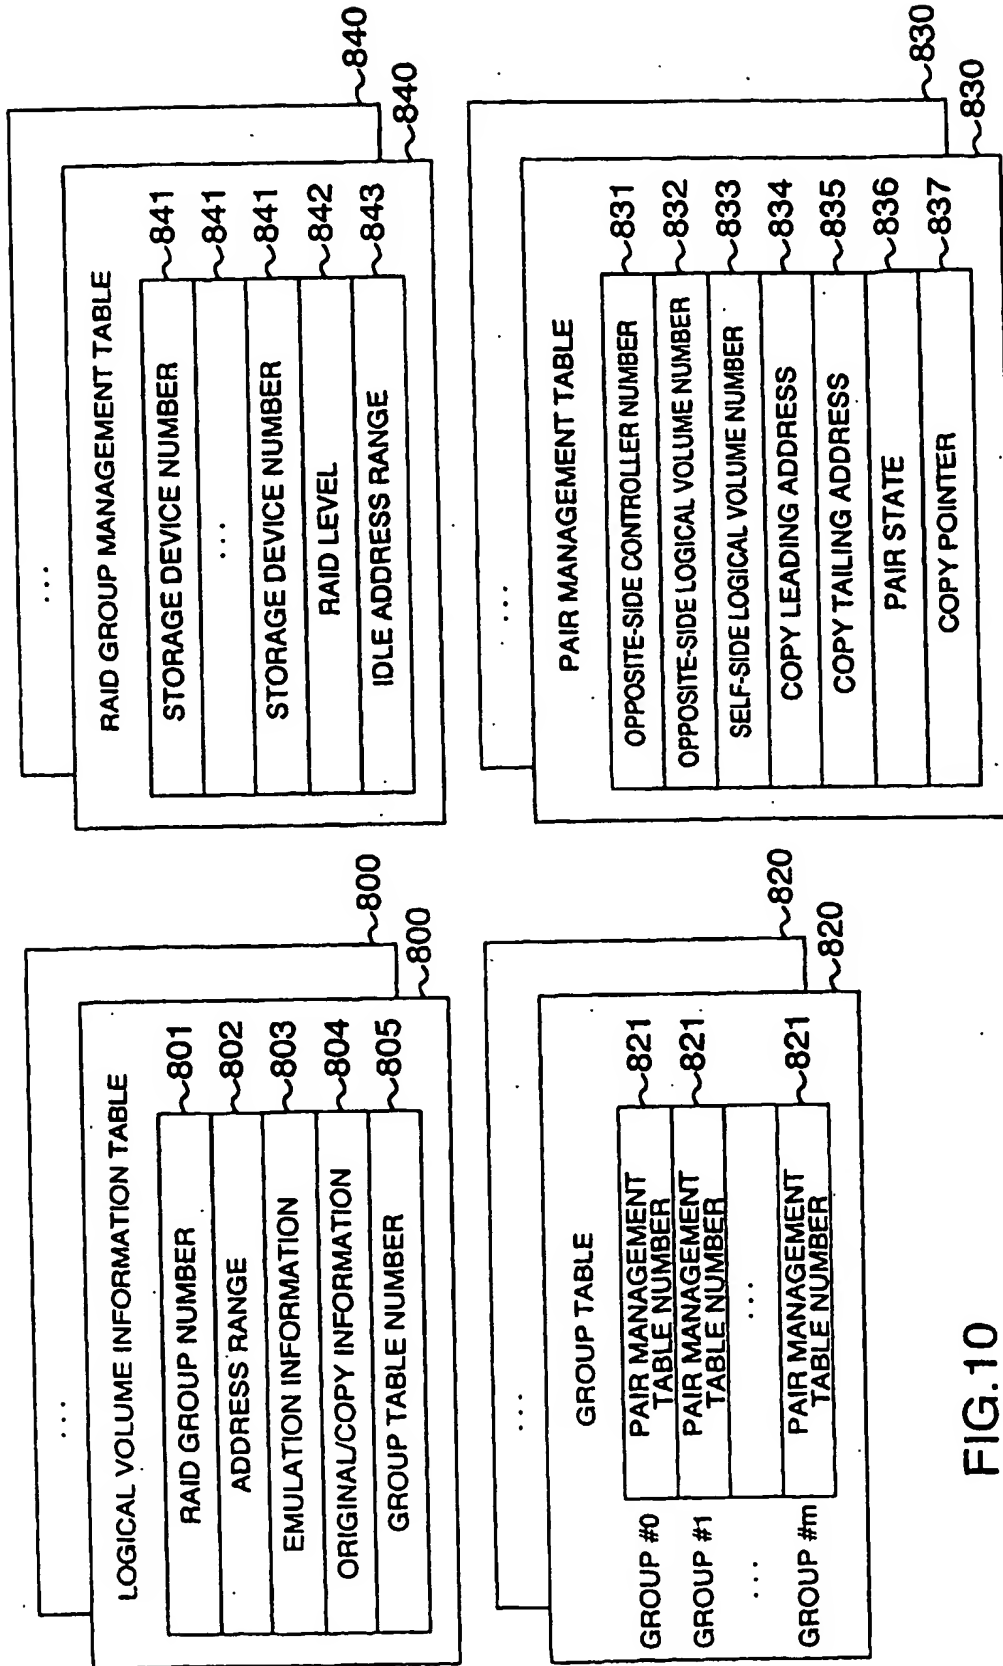 ...
LOGICAL VOLUME INFORMATION TABLE
RAID GROUP NUMBER 801
ADDRESS RANGE 802
EMULATION INFORMATION 803
ORIGINAL/COPY INFORMATION 804
GROUP TABLE NUMBER 805
800
800
...
RAID GROUP MANAGEMENT TABLE
STORAGE DEVICE NUMBER 841
... 841
STORAGE DEVICE NUMBER 841
RAID LEVEL 842
IDLE ADDRESS RANGE 843
840
840
...
GROUP TABLE
GROUP #0 PAIR MANAGEMENT 821
TABLE NUMBER
GROUP #1 PAIR MANAGEMENT 821
TABLE NUMBER
... ...
GROUP #m PAIR MANAGEMENT 821
TABLE NUMBER
820
820
...
PAIR MANAGEMENT TABLE
OPPOSITE-SIDE CONTROLLER NUMBER 831
OPPOSITE-SIDE LOGICAL VOLUME NUMBER 832
SELF-SIDE LOGICAL VOLUME NUMBER 833
COPY LEADING ADDRESS 834
COPY TAILING ADDRESS 835
PAIR STATE 836
COPY POINTER 837
830
830
FIG.10